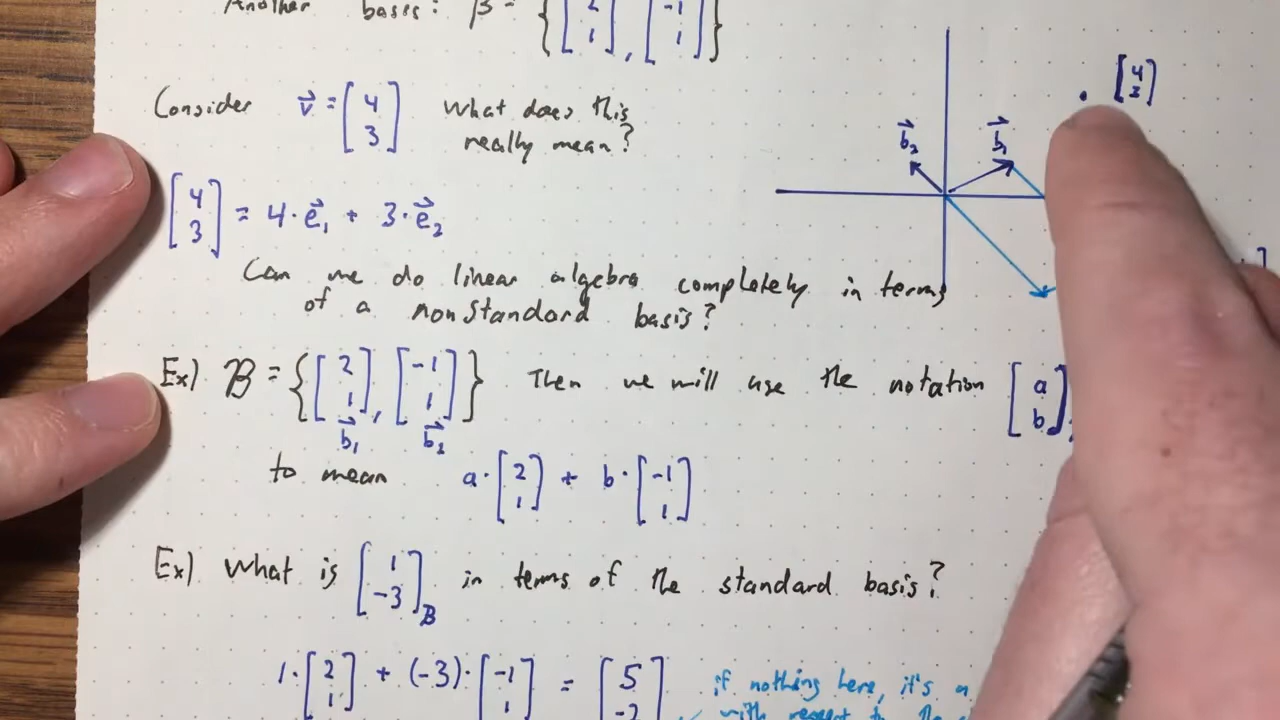 Another basis: β = { [2 1], [-1 1] }
Consider v⃗ = [4 3] What does this
really mean?
[4 3] = 4·e⃗₁ + 3·e⃗₂
Can we do linear algebra completely in terms
of a nonstandard basis?
Ex) B = { [2 1], [-1 1] } Then we will use the notation [a b]
b⃗₁ b⃗₂
to mean a·[2 1] + b·[-1 1]
Ex) What is [1 -3]_B in terms of the standard basis?
1·[2 1] + (-3)·[-1 1] = [5 -2]
if nothing here, it's a
with respect to the
b⃗₂
b⃗₁